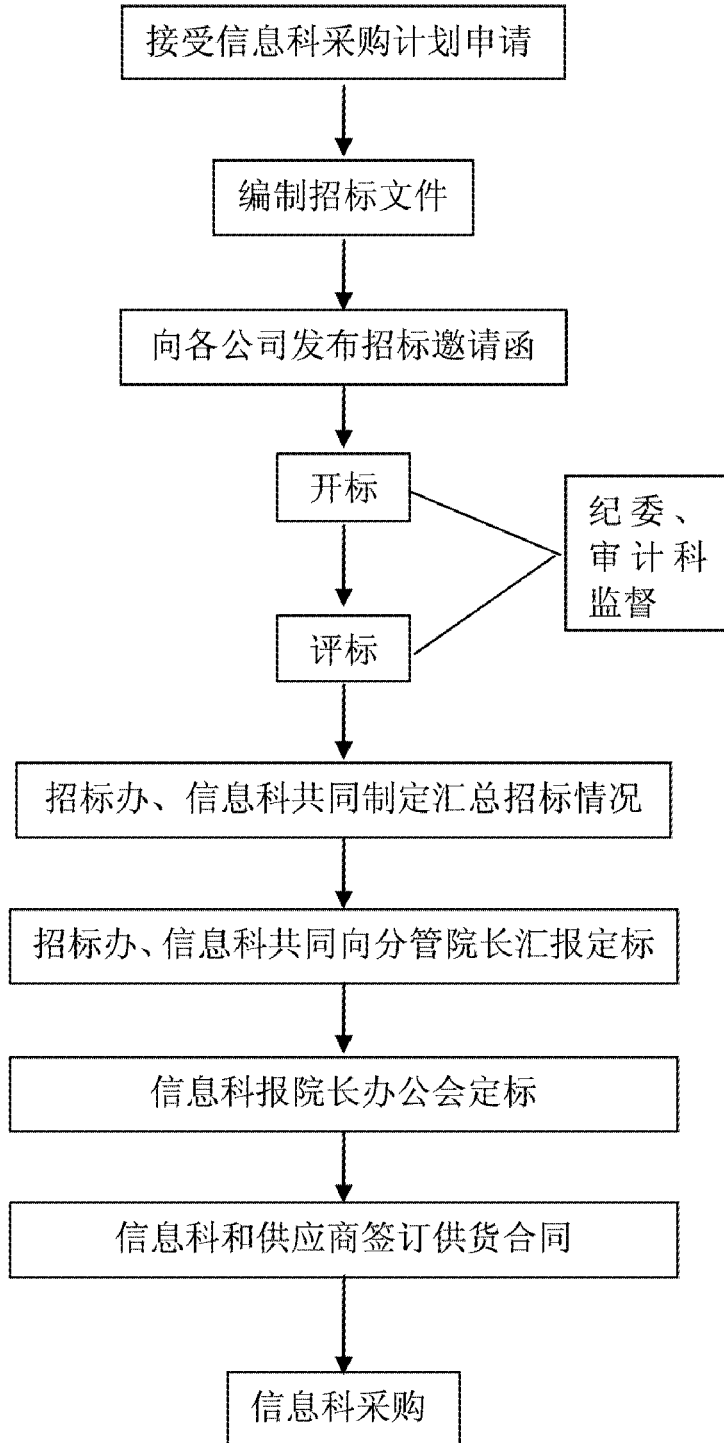 接受信息科采购计划申请
编制招标文件
向各公司发布招标邀请函
开标
纪委、
审计科
监督
评标
招标办、信息科共同制定汇总招标情况
招标办、信息科共同向分管院长汇报定标
信息科报院长办公会定标
信息科和供应商签订供货合同
信息科采购